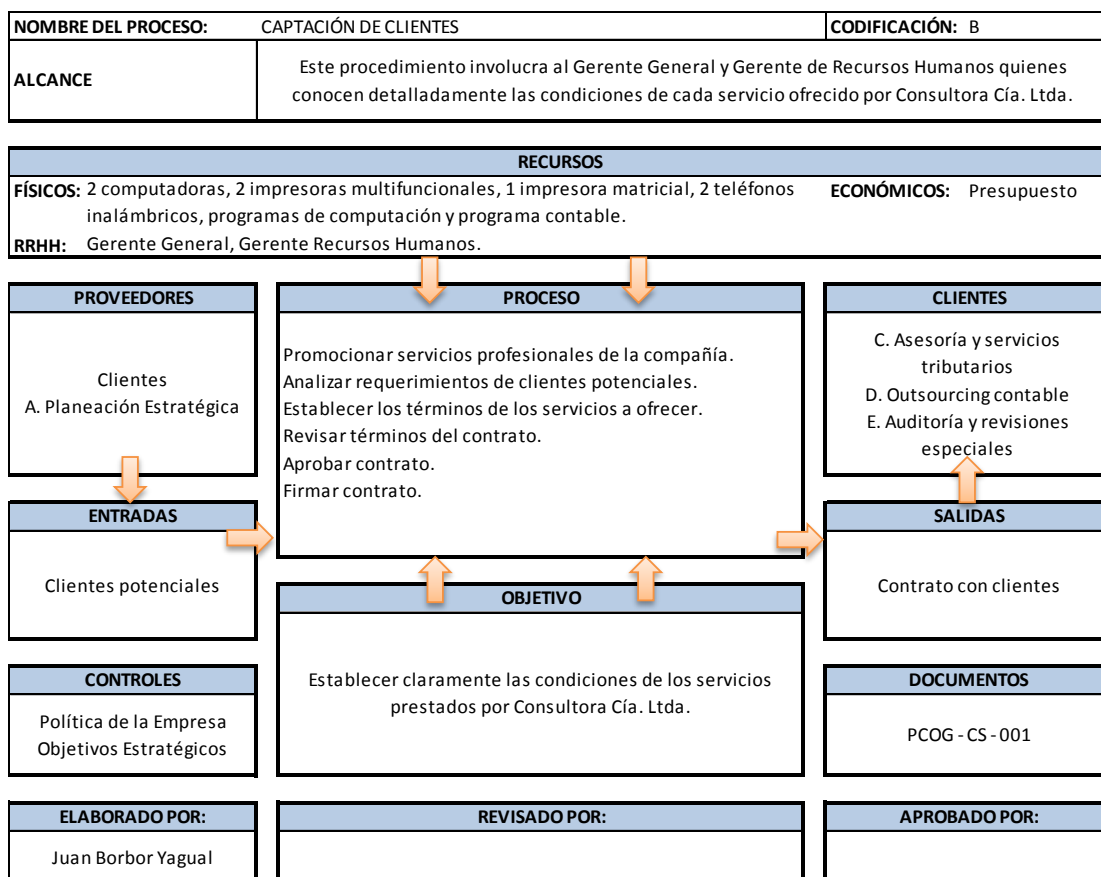 NOMBRE DEL PROCESO: CAPTACIÓN DE CLIENTES CODIFICACIÓN: B
ALCANCE
Este procedimiento involucra al Gerente General y Gerente de Recursos Humanos quienes
conocen detalladamente las condiciones de cada servicio ofrecido por Consultora Cía. Ltda.
RECURSOS
FÍSICOS: 2 computadoras, 2 impresoras multifuncionales, 1 impresora matricial, 2 teléfonos
inalámbricos, programas de computación y programa contable.
ECONÓMICOS: Presupuesto
RRHH: Gerente General, Gerente Recursos Humanos.
PROVEEDORES
Clientes
A. Planeación Estratégica
ENTRADAS
Clientes potenciales
CONTROLES
Política de la Empresa
Objetivos Estratégicos
PROCESO
Promocionar servicios profesionales de la compañía.
Analizar requerimientos de clientes potenciales.
Establecer los términos de los servicios a ofrecer.
Revisar términos del contrato.
Aprobar contrato.
Firmar contrato.
OBJETIVO
Establecer claramente las condiciones de los servicios
prestados por Consultora Cía. Ltda.
CLIENTES
C. Asesoría y servicios
tributarios
D. Outsourcing contable
E. Auditoría y revisiones
especiales
SALIDAS
Contrato con clientes
DOCUMENTOS
PCOG - CS - 001
ELABORADO POR:
Juan Borbor Yagual
REVISADO POR:
APROBADO POR: